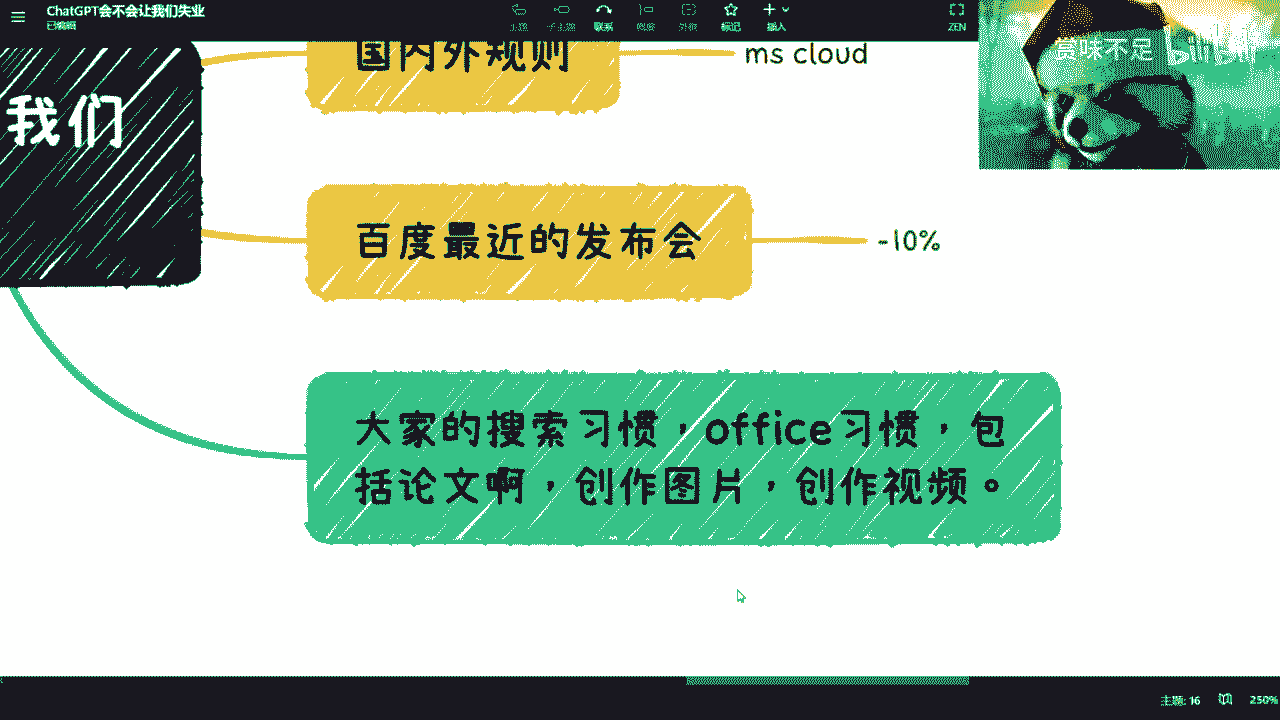 ChatGPT会不会让我们失业
已编辑
主题
子主题
联系
概要
外框
标记
插入
ZEN
赏味不足
bilibili
国内外规则
ms cloud
我们
百度最近的发布会
-10%
大家的搜索习惯，office习惯，包
括论文啊，创作图片，创作视频。
主题: 16
250%